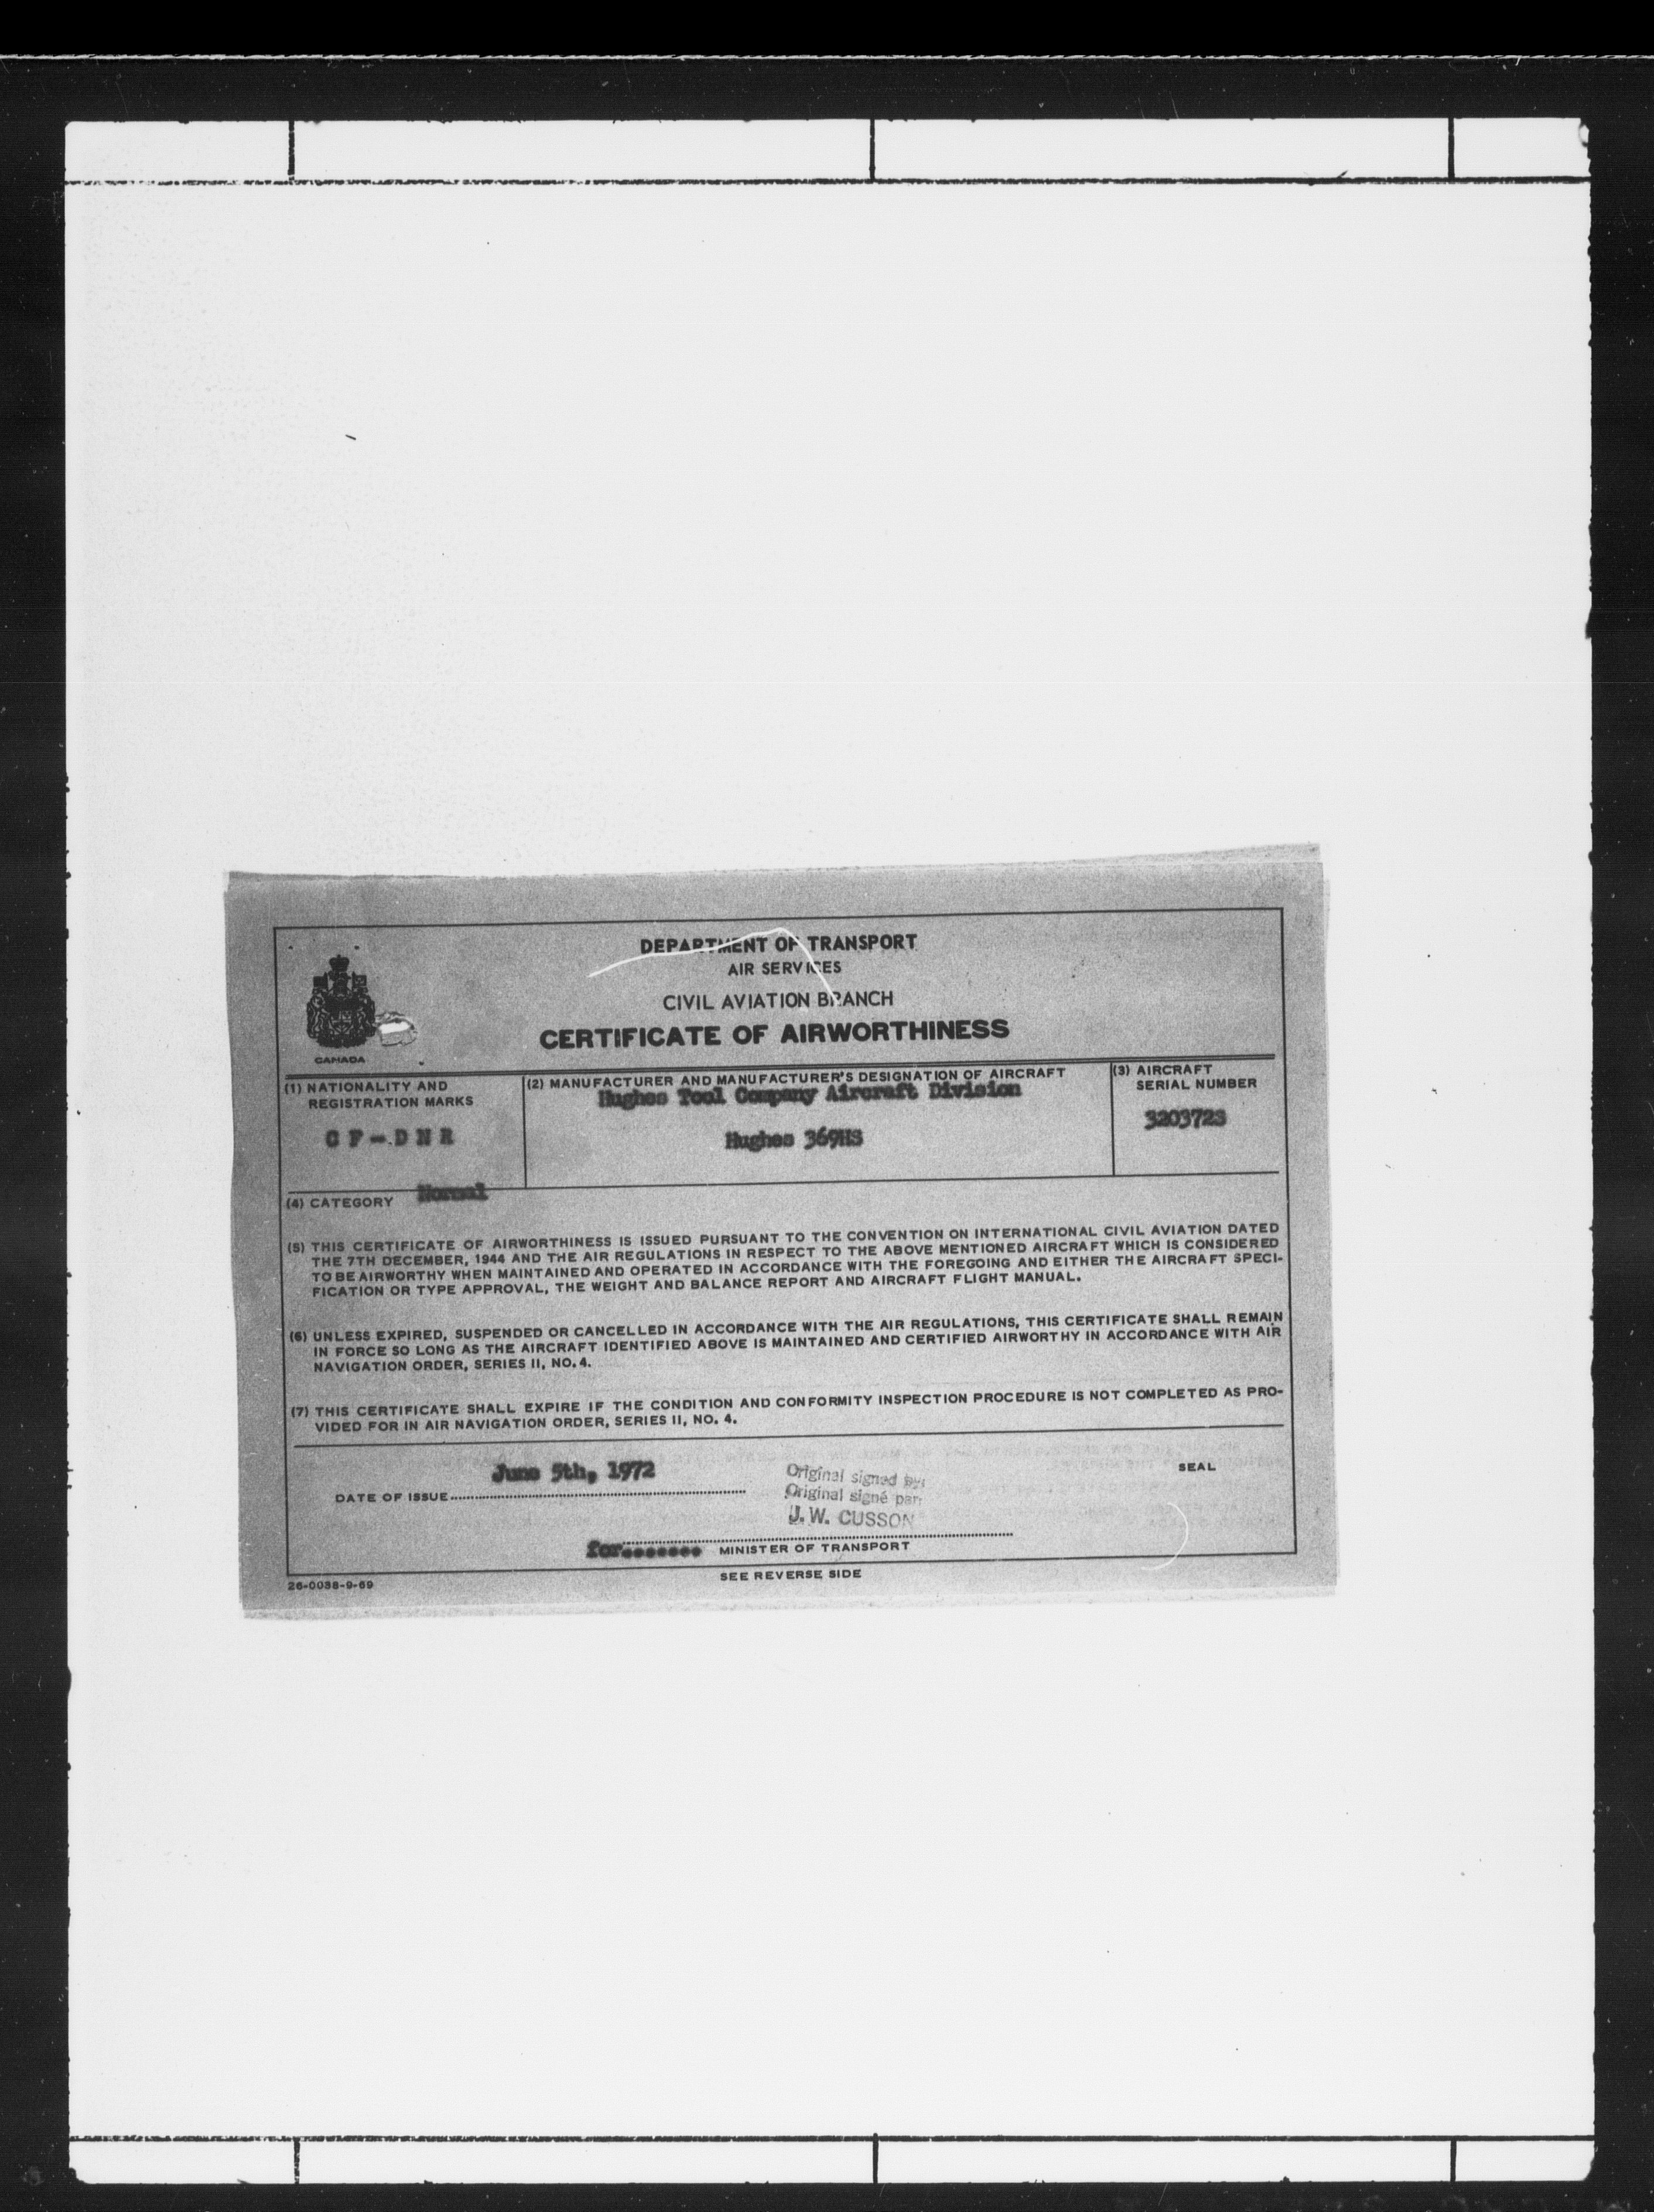 DEPARTMENT OF TRANSPORT
AIR SERVICES
CIVIL AVIATION BRANCH
CERTIFICATE OF AIRWORTHINESS
CANADA
(1) NATIONALITY AND
REGISTRATION MARKS
CF-DNR
(2) MANUFACTURER AND MANUFACTURER'S DESIGNATION OF AIRCRAFT
Hughes Tool Company Aircraft Division
Hughes 369HS
(3) AIRCRAFT
SERIAL NUMBER
320372S
(4) CATEGORY Normal
(5) THIS CERTIFICATE OF AIRWORTHINESS IS ISSUED PURSUANT TO THE CONVENTION ON INTERNATIONAL CIVIL AVIATION DATED
THE 7TH DECEMBER, 1944 AND THE AIR REGULATIONS IN RESPECT TO THE ABOVE MENTIONED AIRCRAFT WHICH IS CONSIDERED
TO BE AIRWORTHY WHEN MAINTAINED AND OPERATED IN ACCORDANCE WITH THE FOREGOING AND EITHER THE AIRCRAFT SPECI-
FICATION OR TYPE APPROVAL, THE WEIGHT AND BALANCE REPORT AND AIRCRAFT FLIGHT MANUAL.
(6) UNLESS EXPIRED, SUSPENDED OR CANCELLED IN ACCORDANCE WITH THE AIR REGULATIONS, THIS CERTIFICATE SHALL REMAIN
IN FORCE SO LONG AS THE AIRCRAFT IDENTIFIED ABOVE IS MAINTAINED AND CERTIFIED AIRWORTHY IN ACCORDANCE WITH AIR
NAVIGATION ORDER, SERIES II, NO. 4.
(7) THIS CERTIFICATE SHALL EXPIRE IF THE CONDITION AND CONFORMITY INSPECTION PROCEDURE IS NOT COMPLETED AS PRO-
VIDED FOR IN AIR NAVIGATION ORDER, SERIES II, NO. 4.
DATE OF ISSUE June 5th, 1972
Original signed by:
Original signé par:
J. W. CUSSON
SEAL
for....... MINISTER OF TRANSPORT
26-0038-9-69
SEE REVERSE SIDE